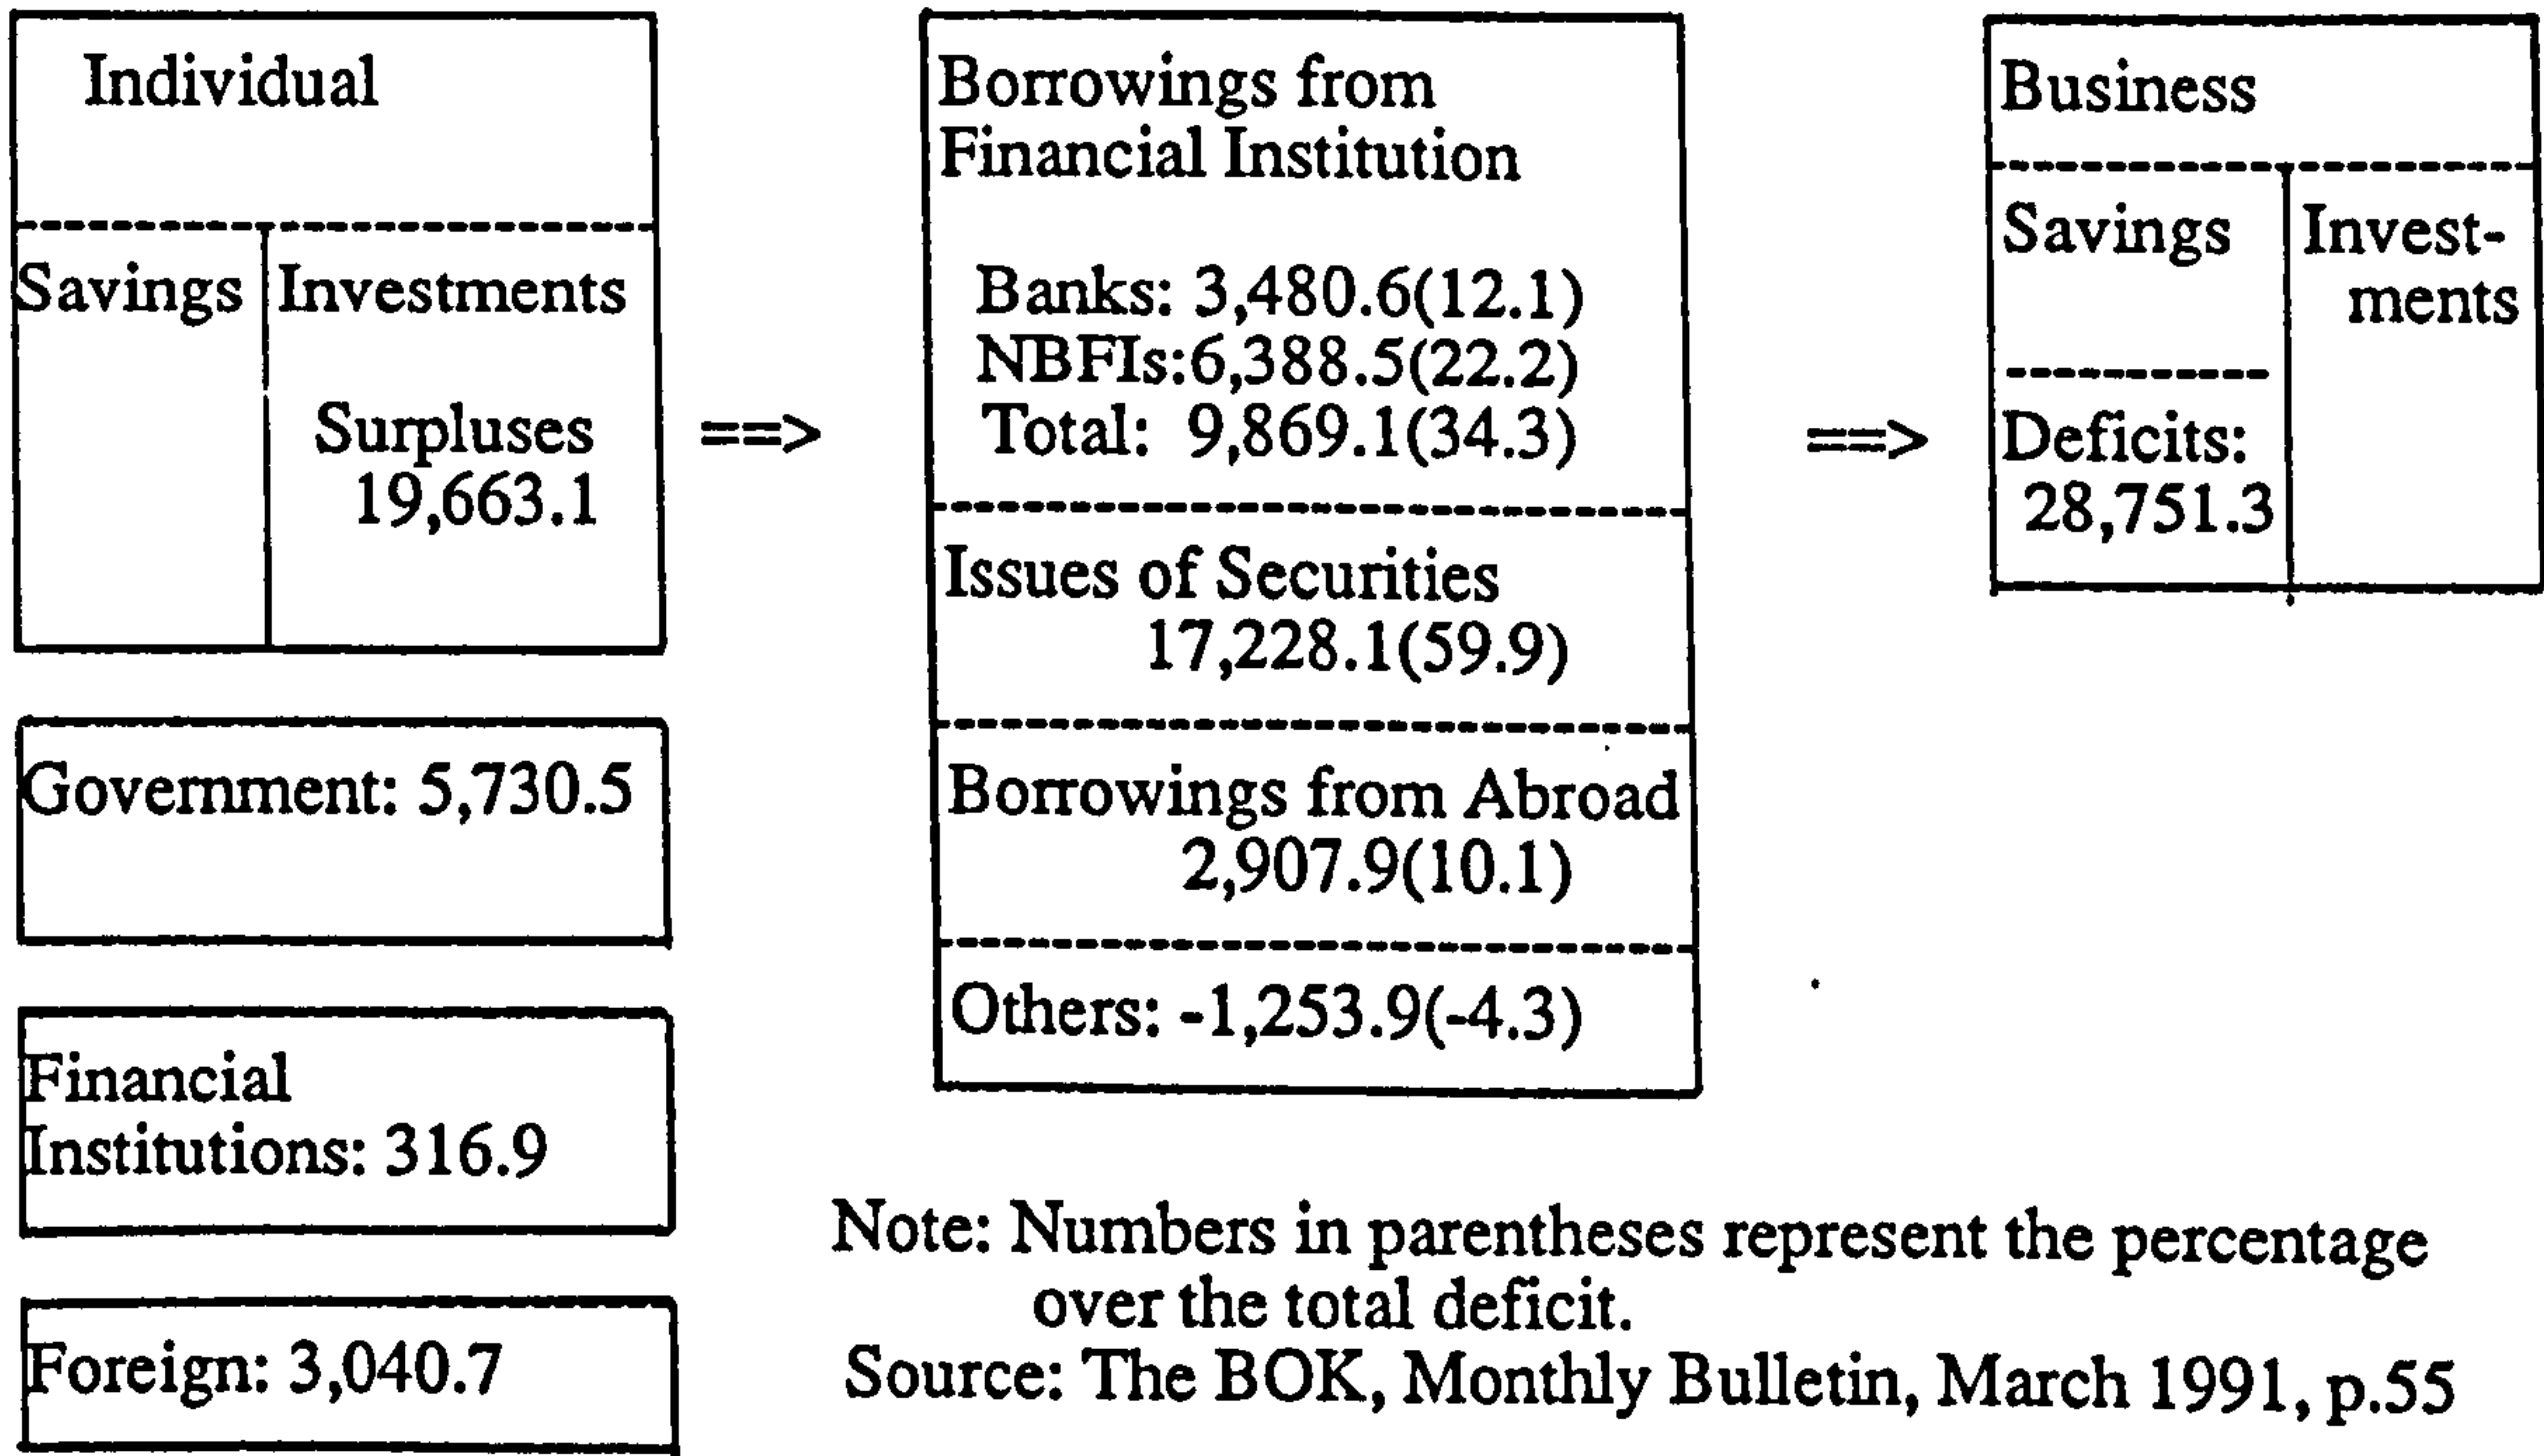 Individual
Savings
Investments
Surpluses
19,663.1
Government: 5,730.5
Financial
Institutions: 316.9
Foreign: 3,040.7
==>
Borrowings from
Financial Institution
Banks: 3,480.6(12.1)
NBFIs:6,388.5(22.2)
Total: 9,869.1(34.3)
Issues of Securities
17,228.1(59.9)
Borrowings from Abroad
2,907.9(10.1)
Others: -1,253.9(-4.3)
==>
Business
Savings
Invest-
ments
Deficits:
28,751.3
Note: Numbers in parentheses represent the percentage
over the total deficit.
Source: The BOK, Monthly Bulletin, March 1991, p.55